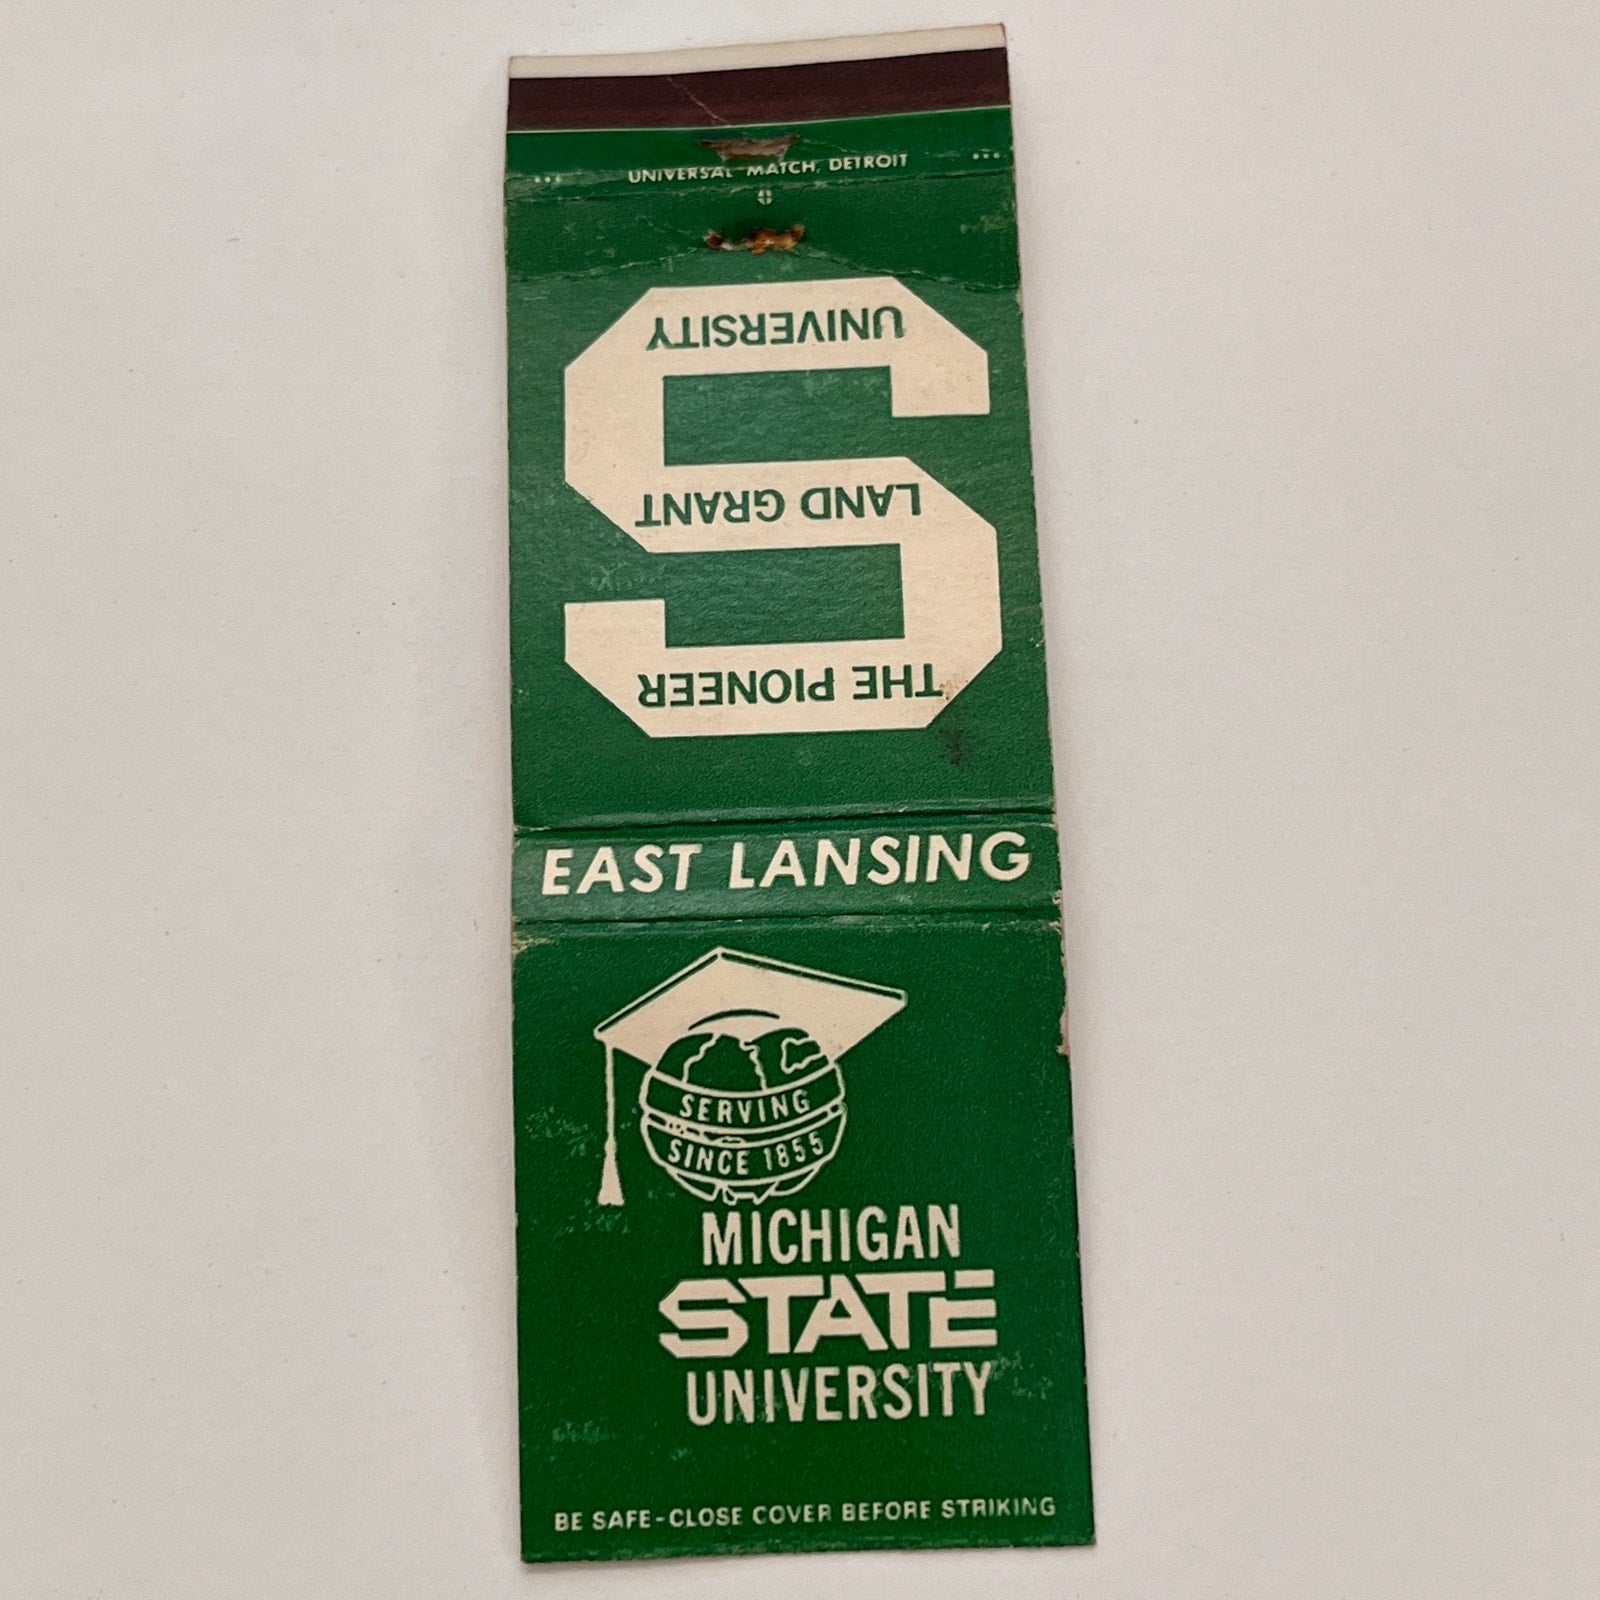 UNIVERSAL MATCH, DETROIT
THE PIONEER
LAND GRANT
UNIVERSITY
EAST LANSING
SERVING
SINCE 1855
MICHIGAN
STATE
UNIVERSITY
BE SAFE-CLOSE COVER BEFORE STRIKING